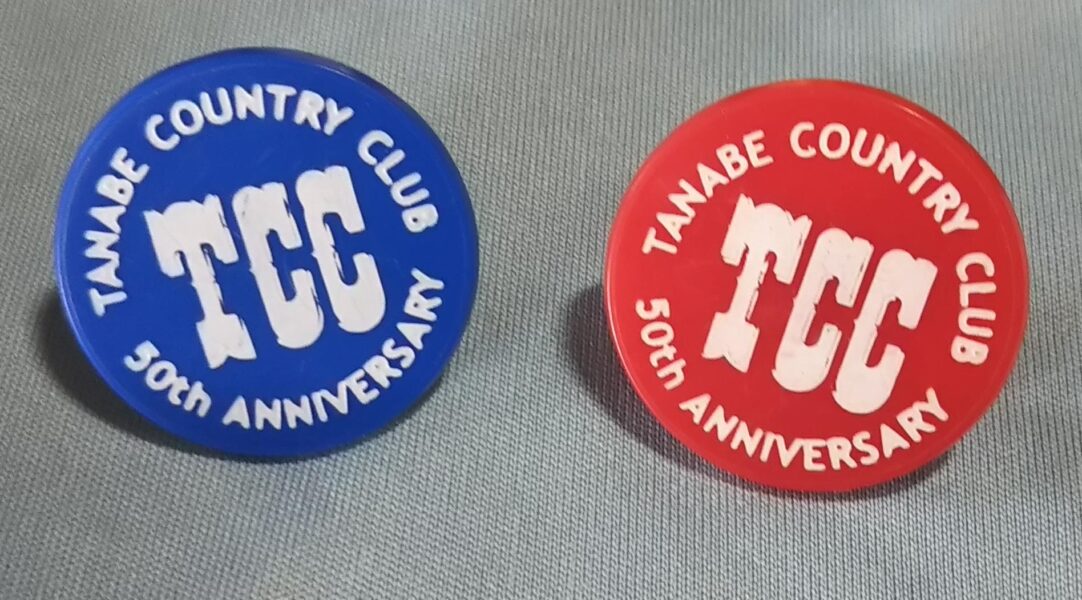 TANABE COUNTRY CLUB
TCC
50th ANNIVERSARY
TANABE COUNTRY CLUB
TCC
50th ANNIVERSARY